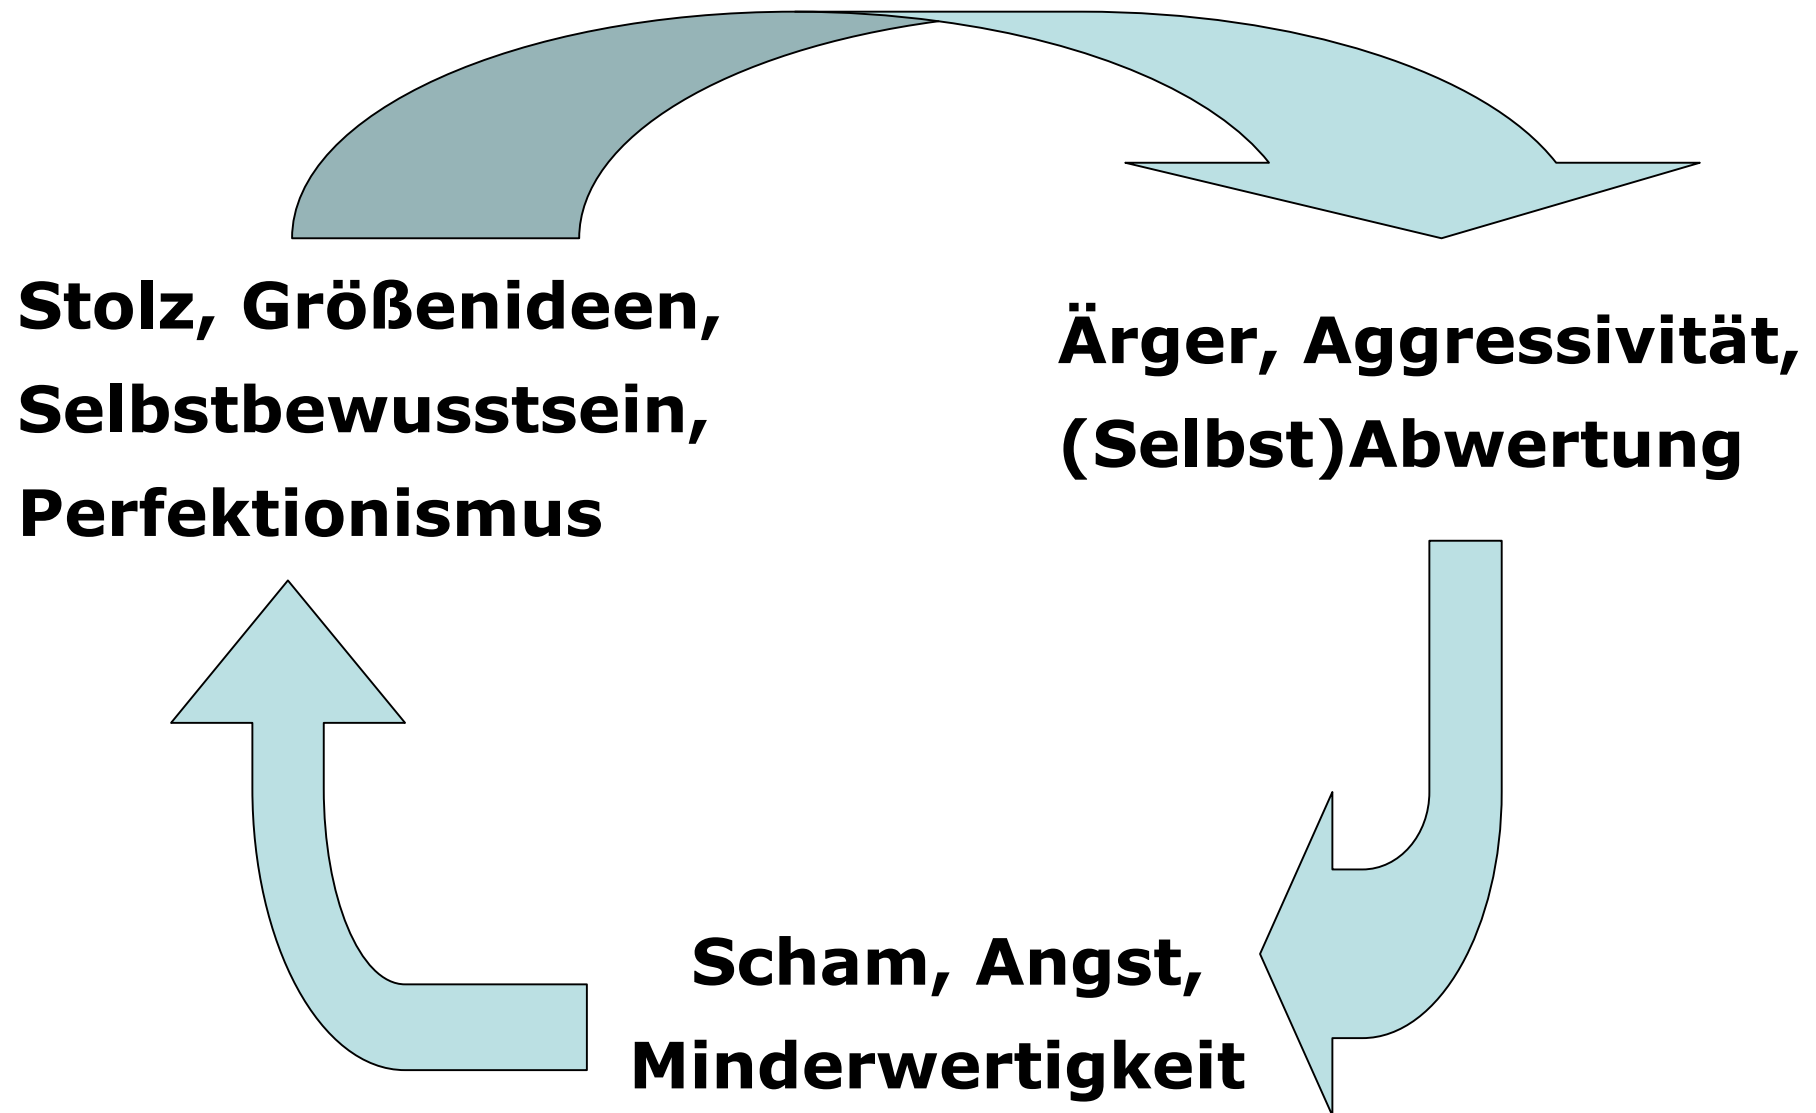 Stolz, Größenideen,
Selbstbewusstsein,
Perfektionismus
Ärger, Aggressivität,
(Selbst)Abwertung
Scham, Angst,
Minderwertigkeit